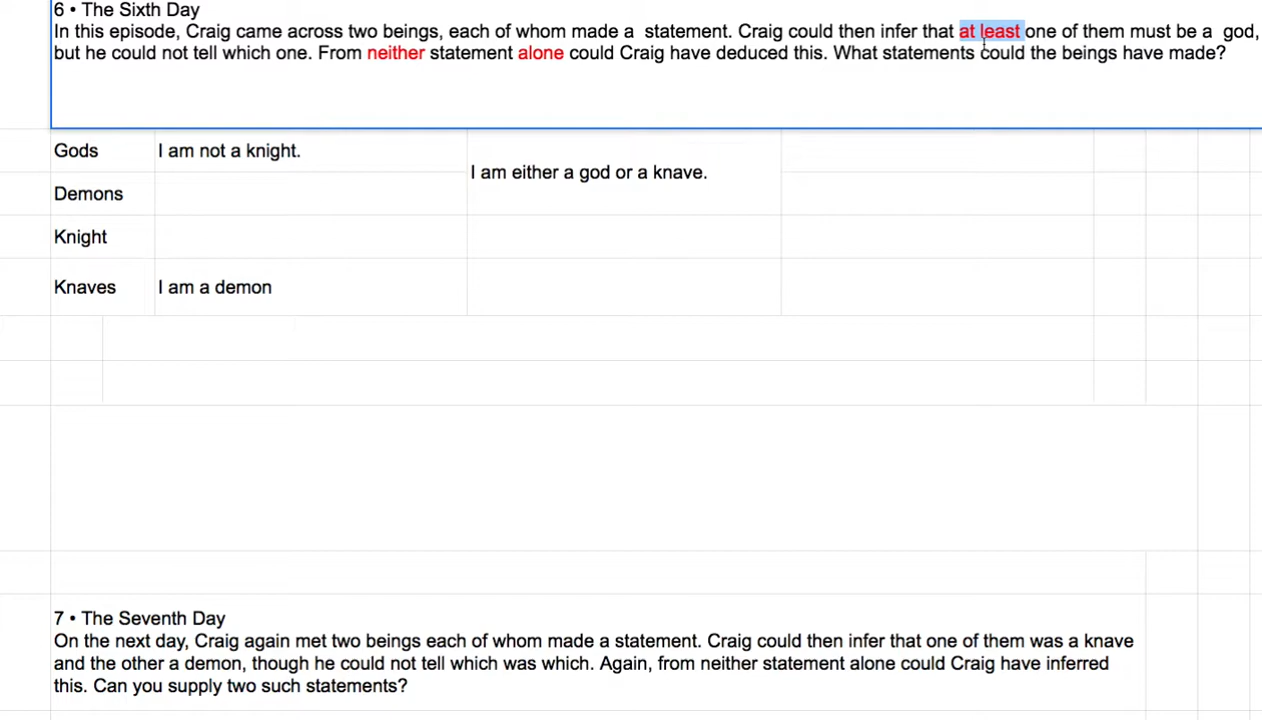 6 • The Sixth Day
In this episode, Craig came across two beings, each of whom made a  statement. Craig could then infer that at least one of them must be a  god,
but he could not tell which one. From neither statement alone could Craig have deduced this. What statements could the beings have made?
Gods I am not a knight.
I am either a god or a knave.
Demons
Knight
Knaves I am a demon
7 • The Seventh Day
On the next day, Craig again met two beings each of whom made a statement. Craig could then infer that one of them was a knave
and the other a demon, though he could not tell which was which. Again, from neither statement alone could Craig have inferred
this. Can you supply two such statements?